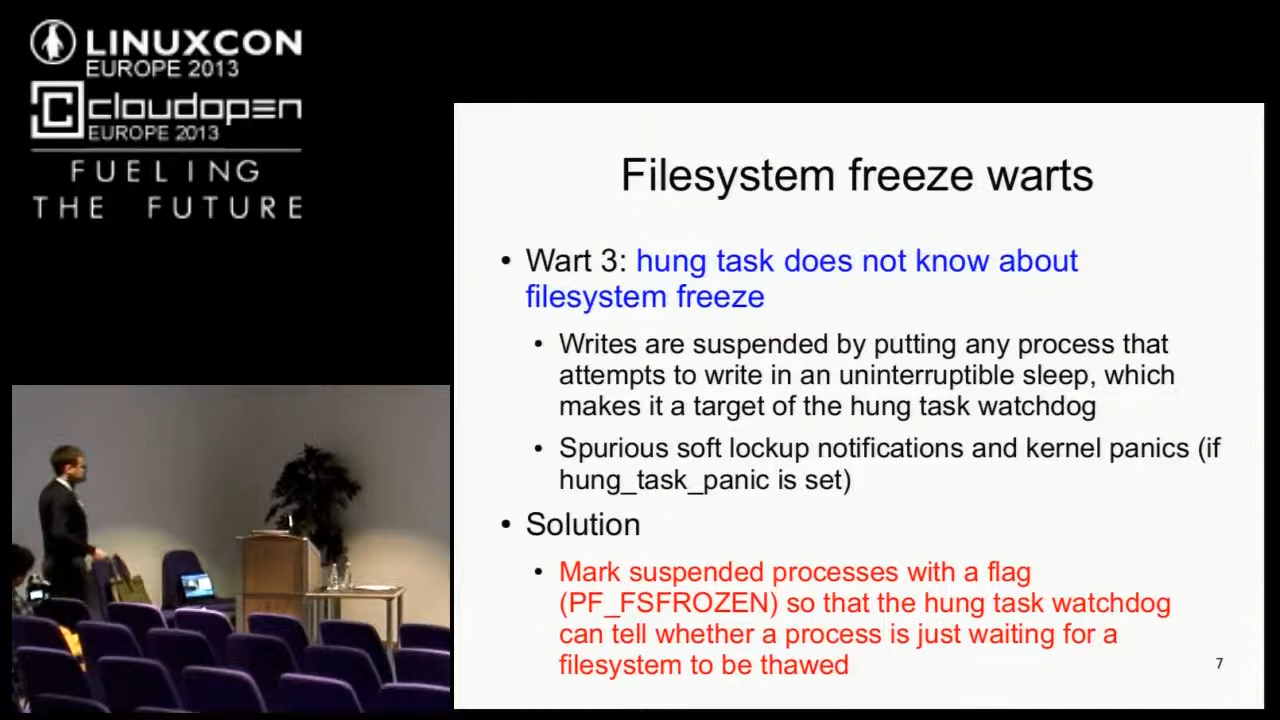 LINUXCON
EUROPE 2013
cloudopen
EUROPE 2013
FUELING
THE FUTURE
Filesystem freeze warts
• Wart 3: hung task does not know about
filesystem freeze
• Writes are suspended by putting any process that
attempts to write in an uninterruptible sleep, which
makes it a target of the hung task watchdog
• Spurious soft lockup notifications and kernel panics (if
hung_task_panic is set)
• Solution
• Mark suspended processes with a flag
(PF_FSFROZEN) so that the hung task watchdog
can tell whether a process is just waiting for a
filesystem to be thawed
7